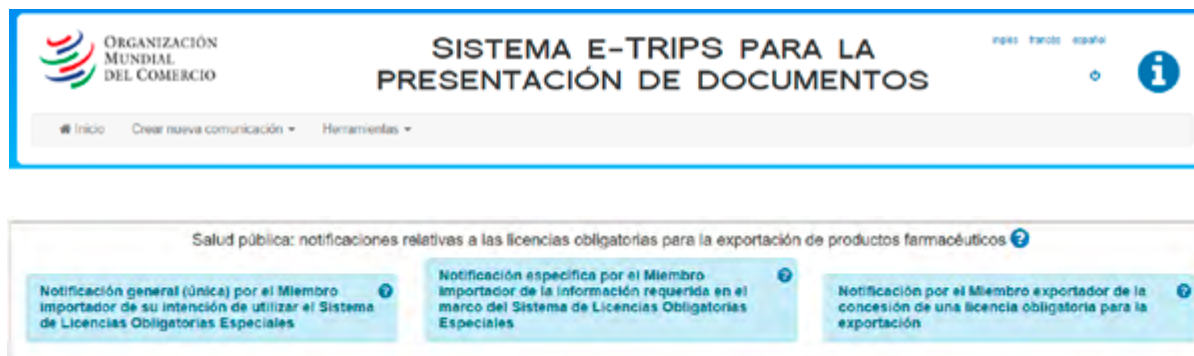 ORGANIZACIÓN
MUNDIAL
DEL COMERCIO
SISTEMA E-TRIPS PARA LA
PRESENTACIÓN DE DOCUMENTOS
inglés francés español
Inicio Crear nueva comunicación Herramientas
Salud pública: notificaciones relativas a las licencias obligatorias para la exportación de productos farmacéuticos
Notificación general (única) por el Miembro
importador de su intención de utilizar el Sistema
de Licencias Obligatorias Especiales
Notificación específica por el Miembro
importador de la información requerida en el
marco del Sistema de Licencias Obligatorias
Especiales
Notificación por el Miembro exportador de la
concesión de una licencia obligatoria para la
exportación